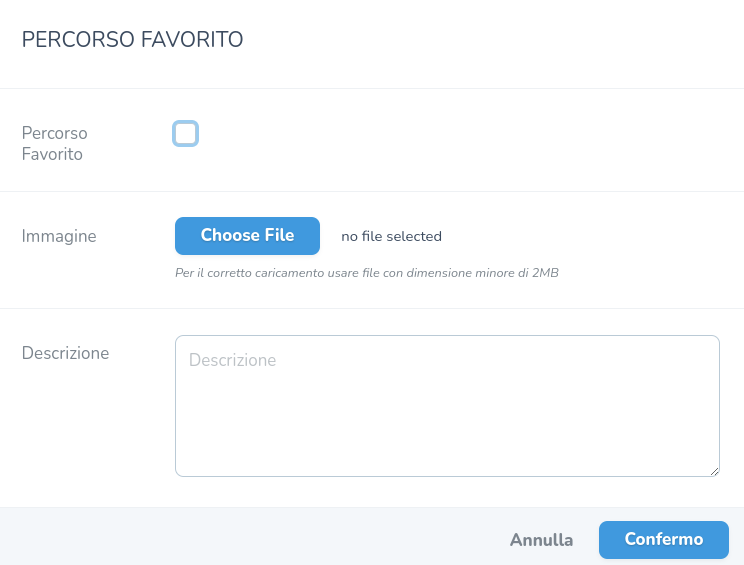 PERCORSO FAVORITO
Percorso
Favorito
Immagine
Choose File
no file selected
Per il corretto caricamento usare file con dimensione minore di 2MB
Descrizione
Descrizione
Annulla
Confermo